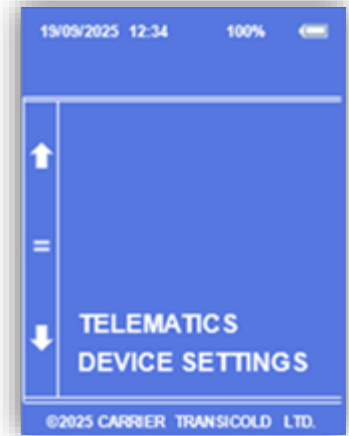 19/09/2025 12:34 100%
=
TELEMATICS
DEVICE SETTINGS
©2025 CARRIER TRANSICOLD LTD.